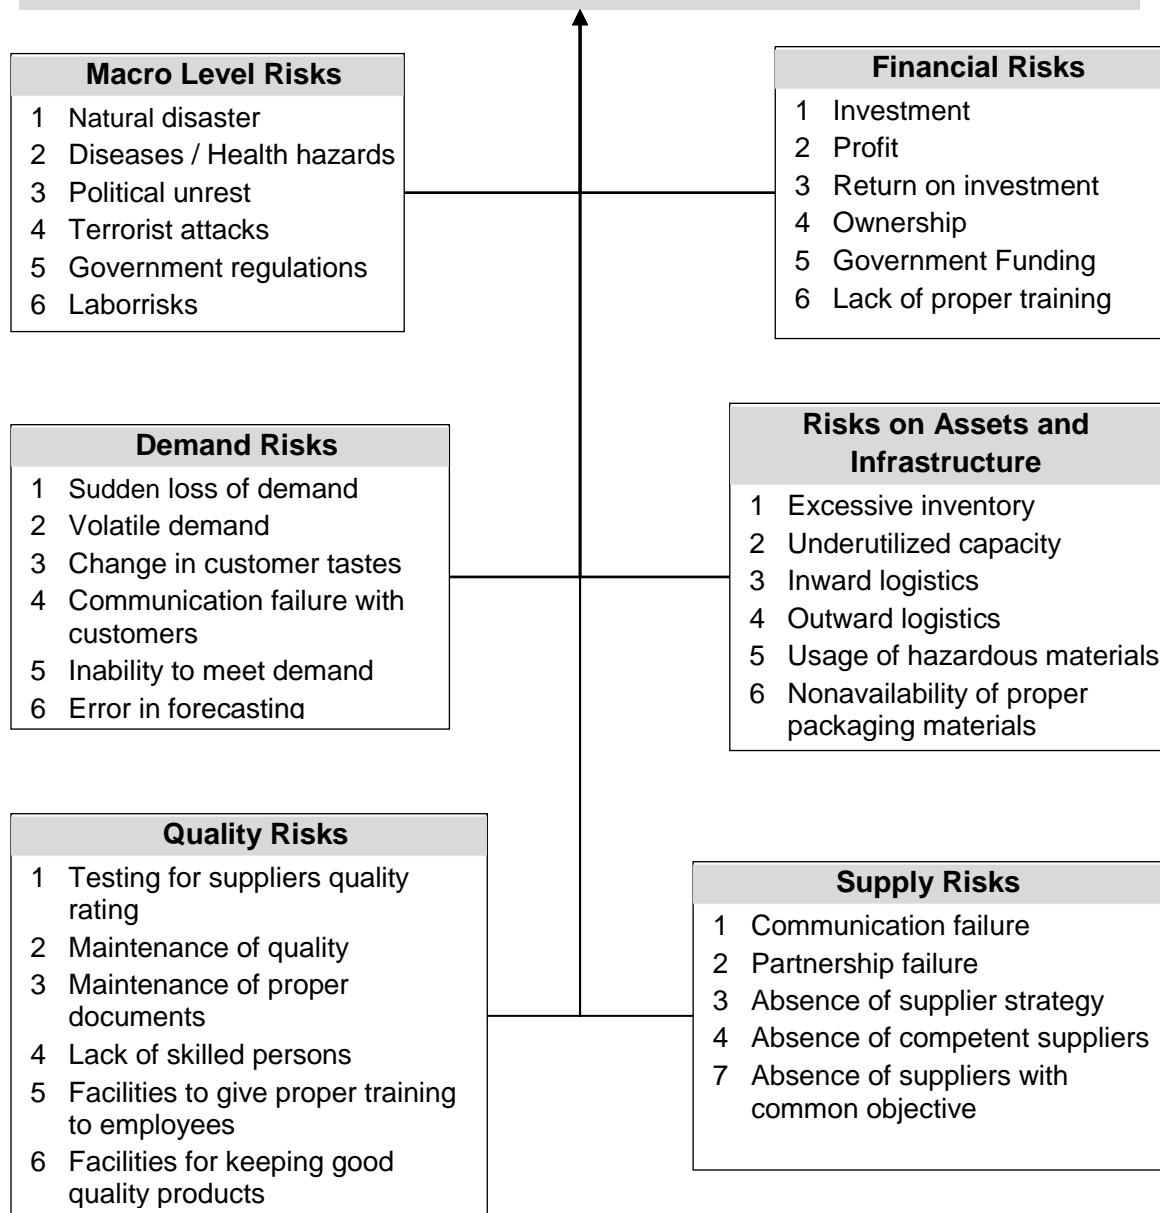 Macro Level Risks
1 Natural disaster
2 Diseases / Health hazards
3 Political unrest
4 Terrorist attacks
5 Government regulations
6 Laborrisks
Financial Risks
1 Investment
2 Profit
3 Return on investment
4 Ownership
5 Government Funding
6 Lack of proper training
Demand Risks
1 Sudden loss of demand
2 Volatile demand
3 Change in customer tastes
4 Communication failure with
customers
5 Inability to meet demand
6 Error in forecasting
Risks on Assets and
Infrastructure
1 Excessive inventory
2 Underutilized capacity
3 Inward logistics
4 Outward logistics
5 Usage of hazardous materials
6 Nonavailability of proper
packaging materials
Quality Risks
1 Testing for suppliers quality
rating
2 Maintenance of quality
3 Maintenance of proper
documents
4 Lack of skilled persons
5 Facilities to give proper training
to employees
6 Facilities for keeping good
quality products
Supply Risks
1 Communication failure
2 Partnership failure
3 Absence of supplier strategy
4 Absence of competent suppliers
7 Absence of suppliers with
common objective